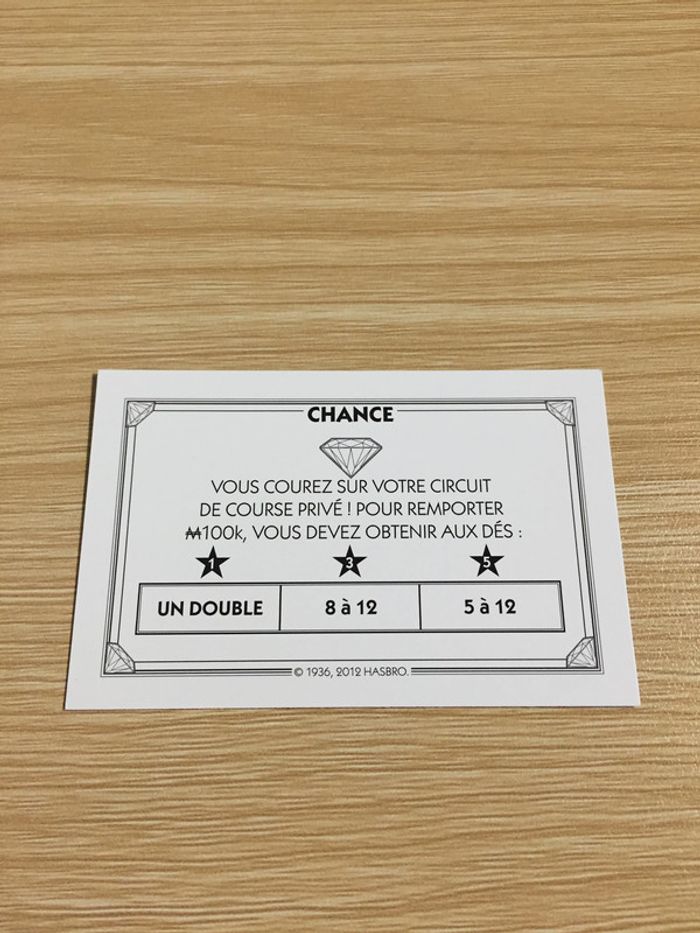 CHANCE
VOUS COUREZ SUR VOTRE CIRCUIT
DE COURSE PRIVÉ ! POUR REMPORTER
₩100k, VOUS DEVEZ OBTENIR AUX DÉS :
1 3 5
UN DOUBLE 8 à 12 5 à 12
© 1936, 2012 HASBRO.